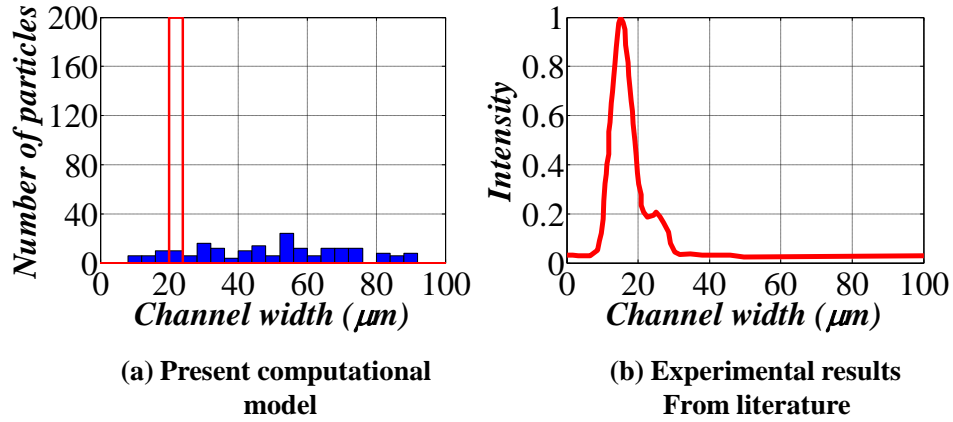 Number of particles
200
160
120
80
40
0
0 20 40 60 80 100
Channel width (μm)
(a) Present computational
model
Intensity
1
0.8
0.6
0.4
0.2
0
0 20 40 60 80 100
Channel width (μm)
(b) Experimental results
From literature